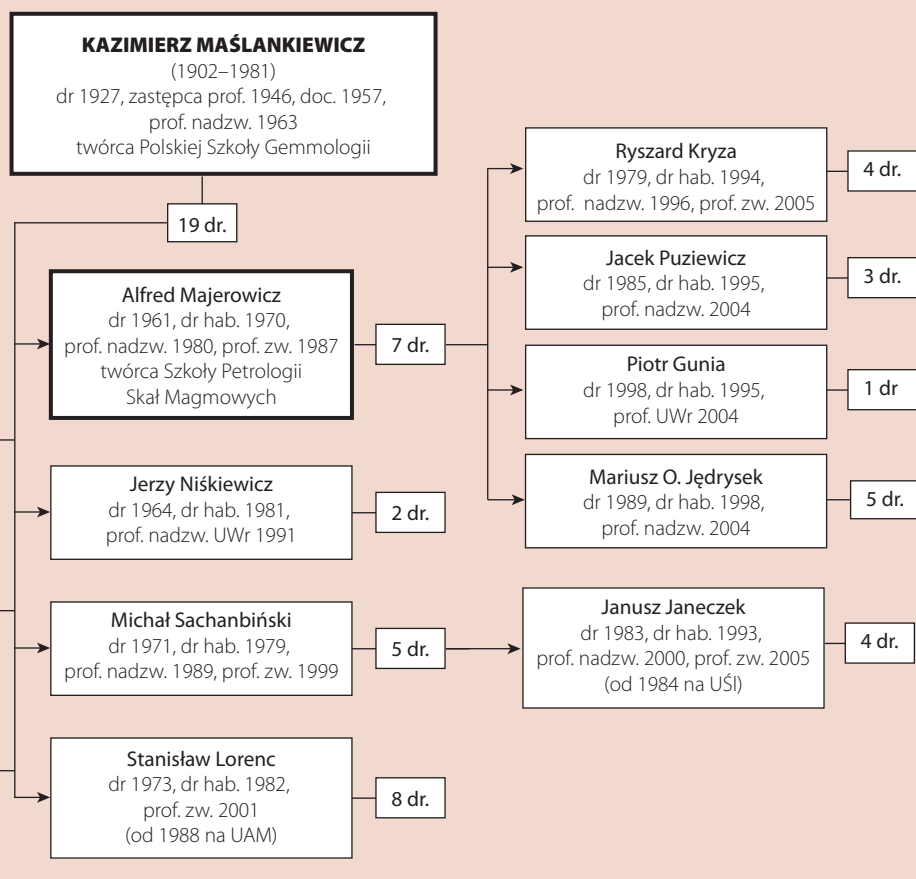 KAZIMIERZ MAŚLANKIEWICZ
(1902–1981)
dr 1927, zastępca prof. 1946, doc. 1957,
prof. nadzw. 1963
twórca Polskiej Szkoły Gemmologii
19 dr.
Alfred Majerowicz
dr 1961, dr hab. 1970,
prof. nadzw. 1980, prof. zw. 1987
twórca Szkoły Petrologii
Skał Magmowych
7 dr.
Ryszard Kryza
dr 1979, dr hab. 1994,
prof. nadzw. 1996, prof. zw. 2005
4 dr.
Jacek Puziewicz
dr 1985, dr hab. 1995,
prof. nadzw. 2004
3 dr.
Piotr Gunia
dr 1998, dr hab. 1995,
prof. UWr 2004
1 dr
Mariusz O. Jędrysek
dr 1989, dr hab. 1998,
prof. nadzw. 2004
5 dr.
Jerzy Niśkiewicz
dr 1964, dr hab. 1981,
prof. nadzw. UWr 1991
2 dr.
Michał Sachanbiński
dr 1971, dr hab. 1979,
prof. nadzw. 1989, prof. zw. 1999
5 dr.
Janusz Janeczek
dr 1983, dr hab. 1993,
prof. nadzw. 2000, prof. zw. 2005
(od 1984 na UŚl)
4 dr.
Stanisław Lorenc
dr 1973, dr hab. 1982,
prof. zw. 2001
(od 1988 na UAM)
8 dr.